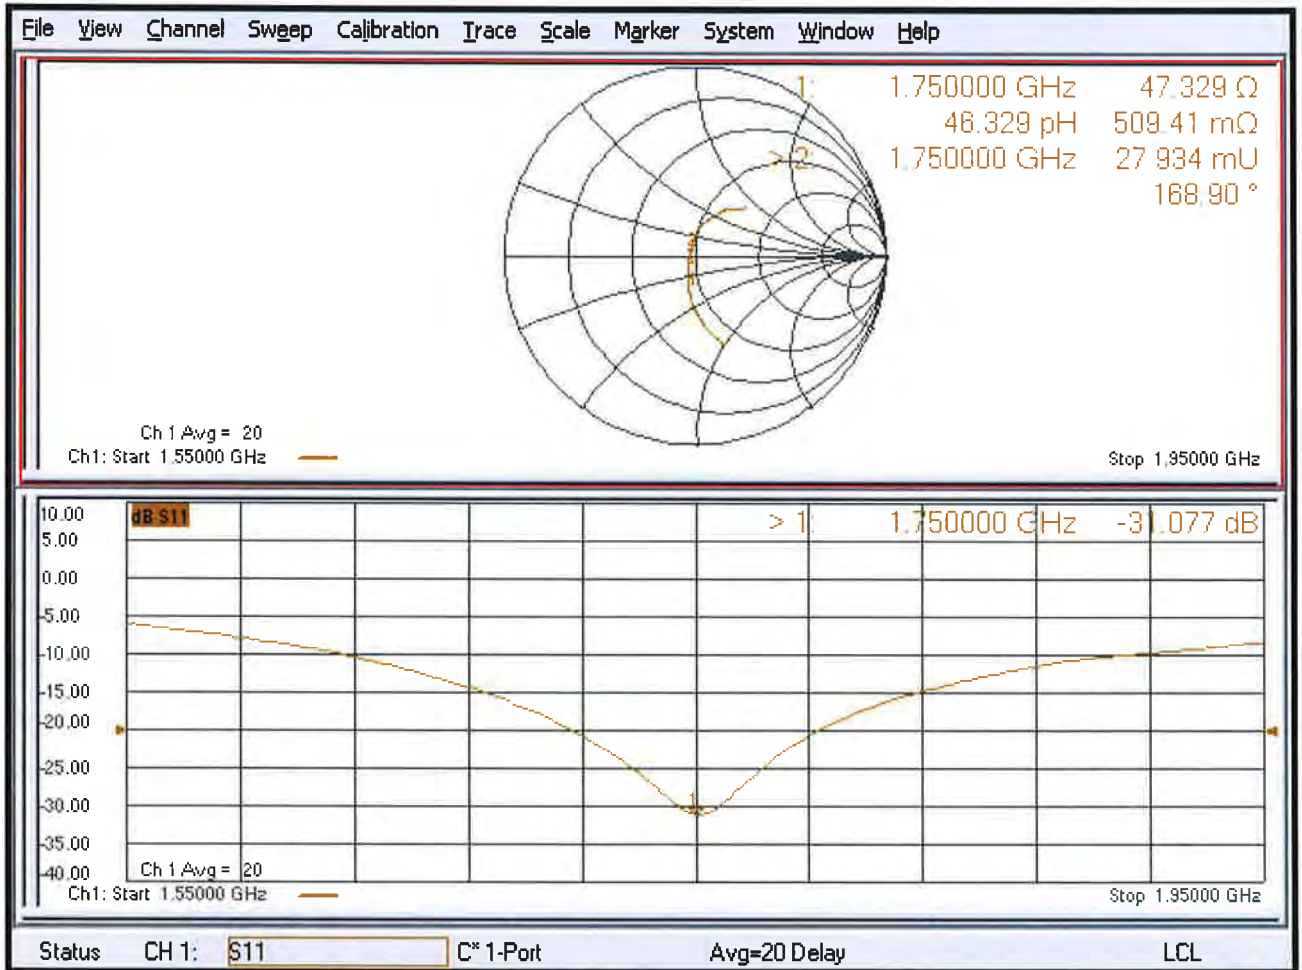 File View Channel Sweep Calibration Trace Scale Marker System Window Help
1: 1.750000 GHz 47.329 Ω
46.329 pH 509.41 mΩ
> 2: 1.750000 GHz 27.934 mU
168.90 °
Ch 1 Avg = 20
Ch1: Start 1.55000 GHz Stop 1.95000 GHz
10.00 dB S11 > 1: 1.750000 GHz -31.077 dB
5.00
0.00
-5.00
-10.00
-15.00
-20.00
-25.00
-30.00 1
-35.00
-40.00 Ch 1 Avg = 20
Ch1: Start 1.55000 GHz Stop 1.95000 GHz
Status CH 1: S11 C* 1-Port Avg=20 Delay LCL